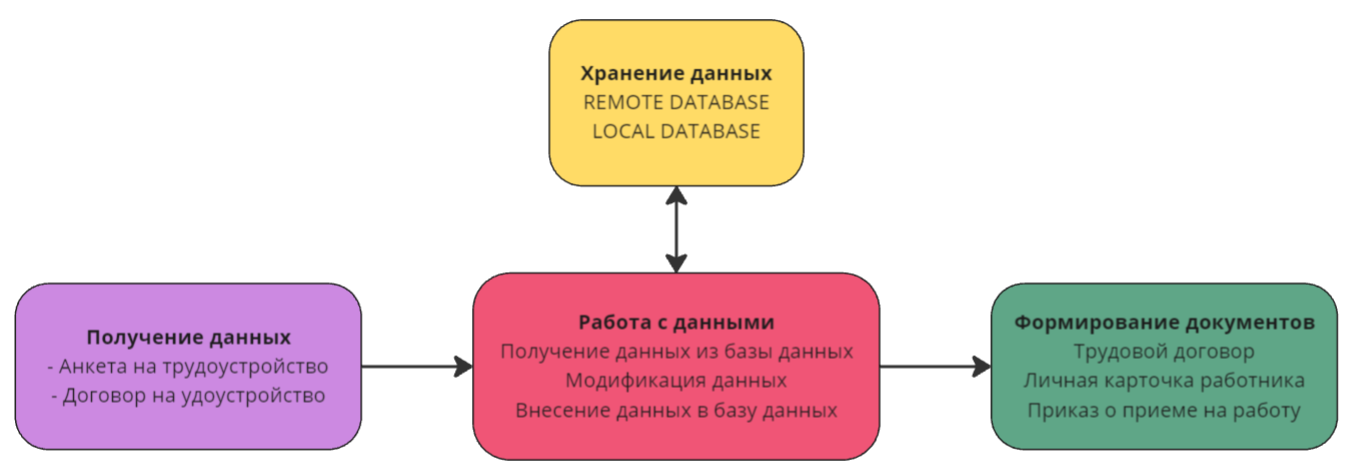 Хранение данных
REMOTE DATABASE
LOCAL DATABASE
Получение данных
- Анкета на трудоустройство
- Договор на удоустройство
Работа с данными
Получение данных из базы данных
Модификация данных
Внесение данных в базу данных
Формирование документов
Трудовой договор
Личная карточка работника
Приказ о приеме на работу